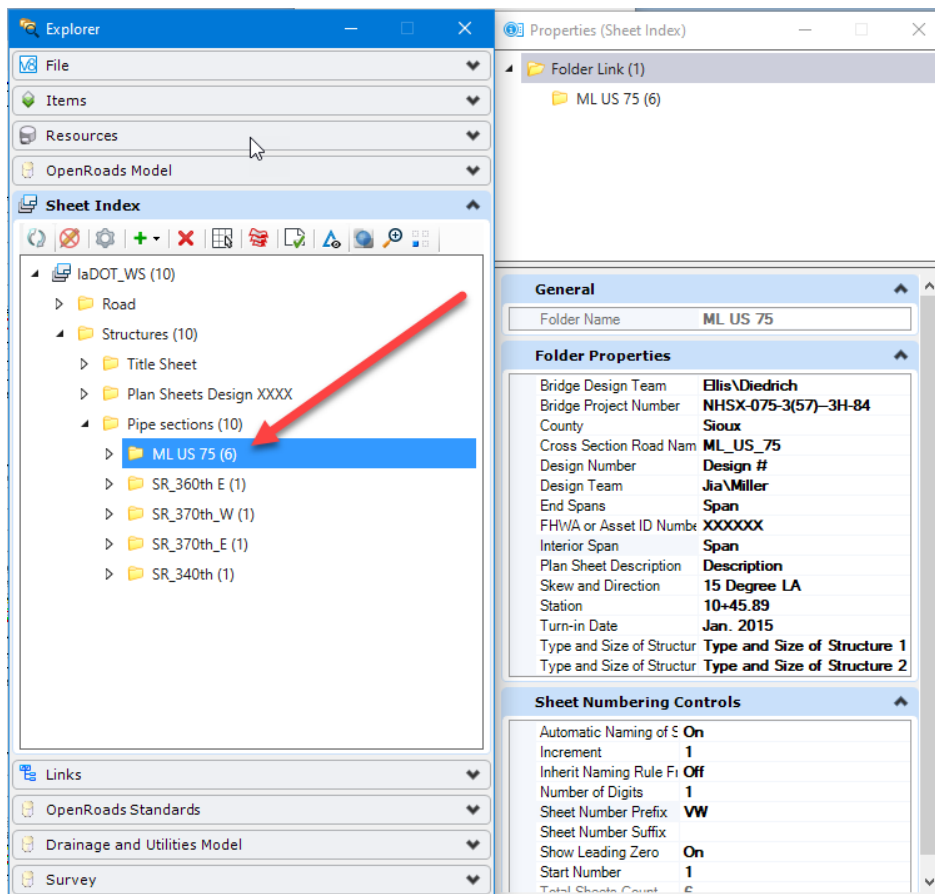 Explorer
File
Items
Resources
OpenRoads Model
Sheet Index
IaDOT_WS (10)
Road
Structures (10)
Title Sheet
Plan Sheets Design XXXX
Pipe sections (10)
ML US 75 (6)
SR_360th E (1)
SR_370th_W (1)
SR_370th_E (1)
SR_340th (1)
Links
OpenRoads Standards
Drainage and Utilities Model
Survey
Properties (Sheet Index)
Folder Link (1)
ML US 75 (6)
General
Folder Name ML US 75
Folder Properties
Bridge Design Team Ellis\Diedrich
Bridge Project Number NHSX-075-3(57)--3H-84
County Sioux
Cross Section Road Nam ML_US_75
Design Number Design #
Design Team Jia\Miller
End Spans Span
FHWA or Asset ID Numbe XXXXXX
Interior Span Span
Plan Sheet Description Description
Skew and Direction 15 Degree LA
Station 10+45.89
Turn-in Date Jan. 2015
Type and Size of Structur Type and Size of Structure 1
Type and Size of Structur Type and Size of Structure 2
Sheet Numbering Controls
Automatic Naming of S On
Increment 1
Inherit Naming Rule Fr Off
Number of Digits 1
Sheet Number Prefix VW
Sheet Number Suffix
Show Leading Zero On
Start Number 1
Total Sheets Count 6